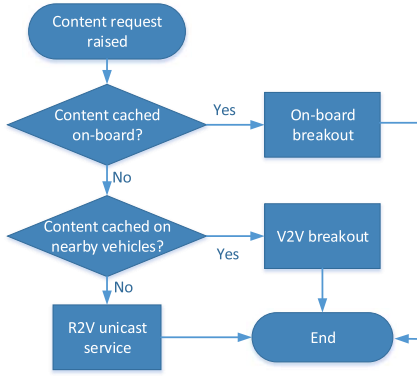 Content request
raised
Content cached
on-board?
Yes
On-board
breakout
No
Content cached on
nearby vehicles?
Yes
V2V breakout
No
R2V unicast
service
End